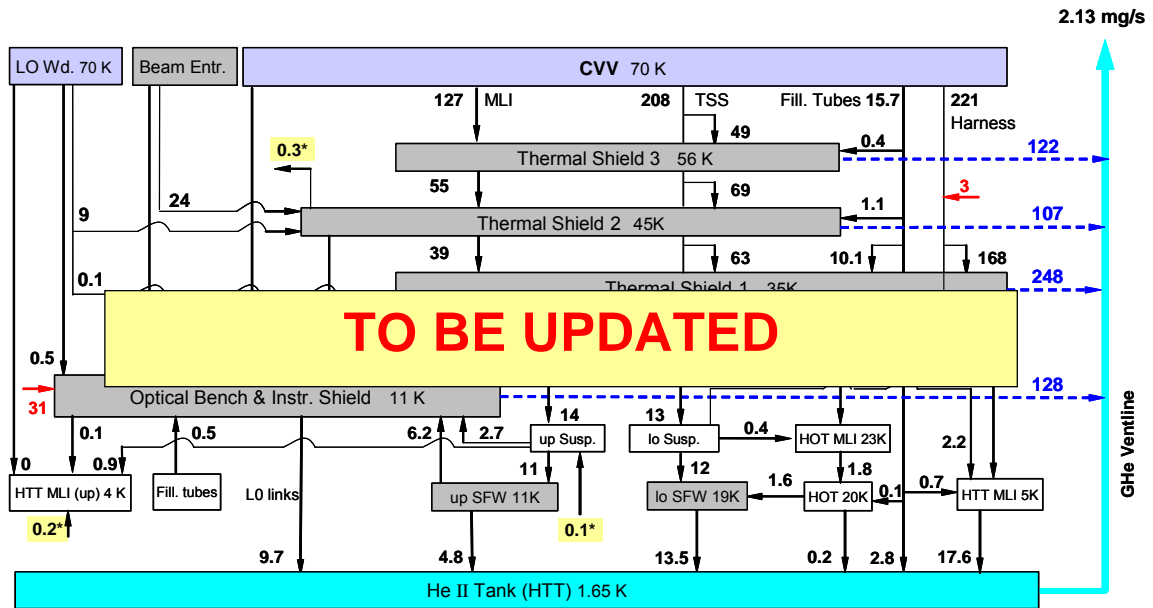 2.13 mg/s
LO Wd. 70 K
Beam Entr.
CVV 70 K
127 MLI
208 TSS
Fill. Tubes 15.7
221
Harness
49
0.4
0.3*
Thermal Shield 3 56 K
122
55
69
3
24
9
1.1
Thermal Shield 2 45K
107
39
63
10.1
168
0.1
Thermal Shield 1 35K
248
TO BE UPDATED
0.5
31
Optical Bench & Instr. Shield 11 K
128
14
13
0.1
0.5
6.2
2.7
up Susp.
lo Susp.
0.4
HOT MLI 23K
2.2
0
0.9
11
12
1.8
HTT MLI (up) 4 K
Fill. tubes
L0 links
up SFW 11K
lo SFW 19K
1.6
HOT 20K
0.1
0.7
HTT MLI 5K
GHe Ventline
0.2*
0.1*
9.7
4.8
13.5
0.2
2.8
17.6
He II Tank (HTT) 1.65 K